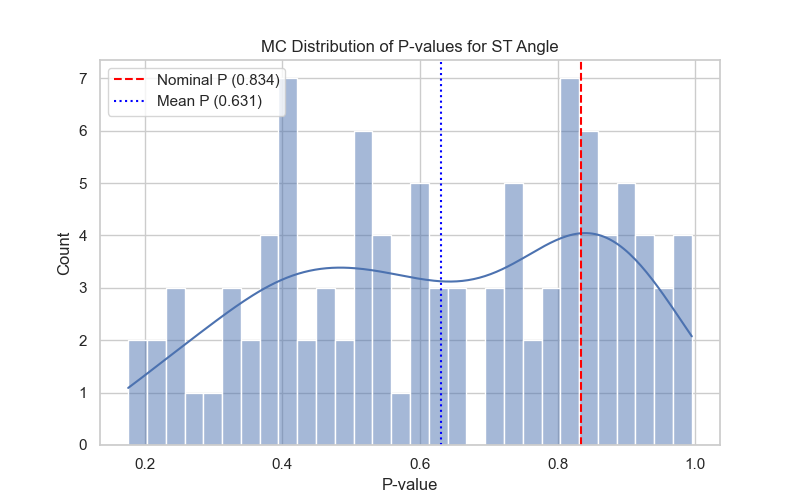 MC Distribution of P-values for ST Angle
Nominal P (0.834)
Mean P (0.631)
Count
7
6
5
4
3
2
1
0
0.2 0.4 0.6 0.8 1.0
P-value